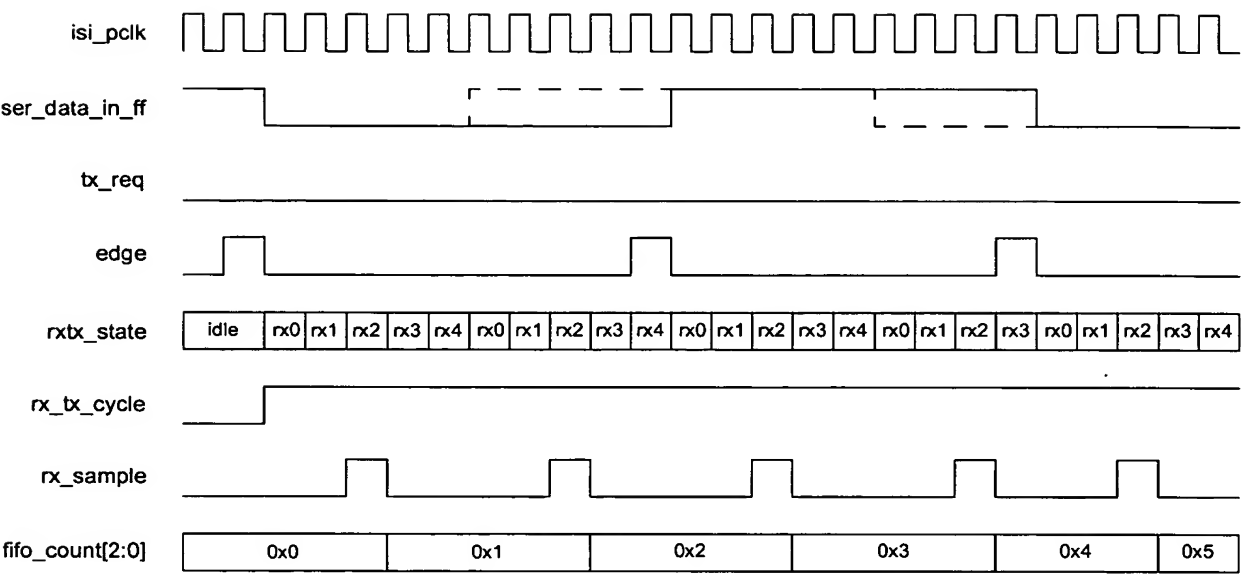 isi_pclk
ser_data_in_ff
tx_req
edge
rxtx_state idle rx0 rx1 rx2 rx3 rx4 rx0 rx1 rx2 rx3 rx4 rx0 rx1 rx2 rx3 rx4 rx0 rx1 rx2 rx3 rx0 rx1 rx2 rx3 rx4
rx_tx_cycle
rx_sample
fifo_count[2:0] 0x0 0x1 0x2 0x3 0x4 0x5